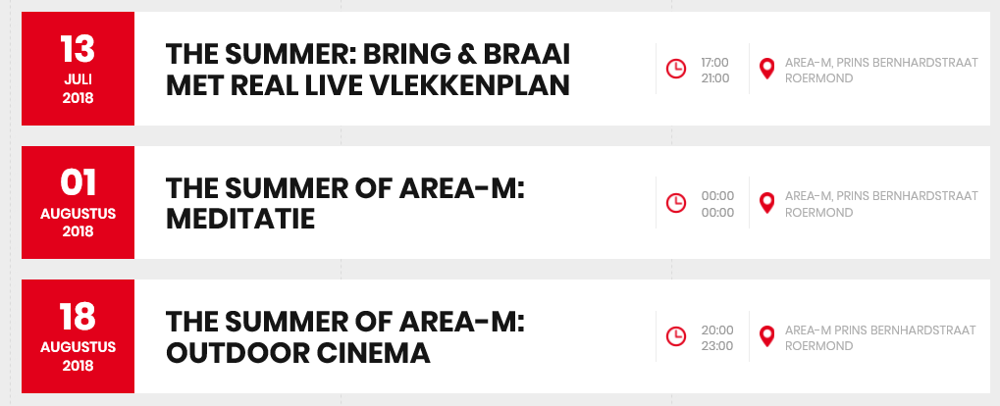 13
JULI
2018
THE SUMMER: BRING & BRAAI
MET REAL LIVE VLEKKENPLAN
17:00
21:00
AREA-M, PRINS BERNHARDSTRAAT
ROERMOND
01
AUGUSTUS
2018
THE SUMMER OF AREA-M:
MEDITATIE
00:00
00:00
AREA-M, PRINS BERNHARDSTRAAT
ROERMOND
18
AUGUSTUS
2018
THE SUMMER OF AREA-M:
OUTDOOR CINEMA
20:00
23:00
AREA-M PRINS BERNHARDSTRAAT
ROERMOND